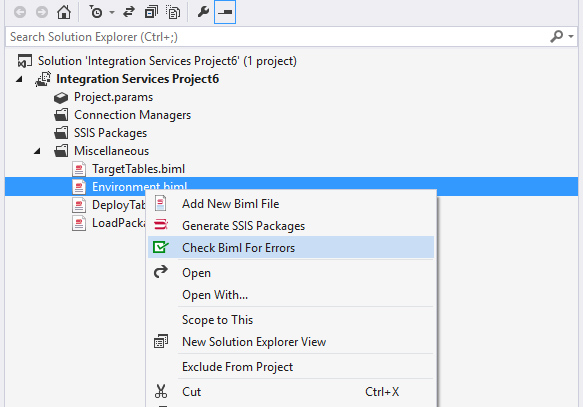 Search Solution Explorer (Ctrl+;)
Solution 'Integration Services Project6' (1 project)
Integration Services Project6
Project.params
Connection Managers
SSIS Packages
Miscellaneous
TargetTables.biml
Environment.biml
DeployTab
LoadPacka
Add New Biml File
Generate SSIS Packages
Check Biml For Errors
Open
Open With...
Scope to This
New Solution Explorer View
Exclude From Project
Cut Ctrl+X